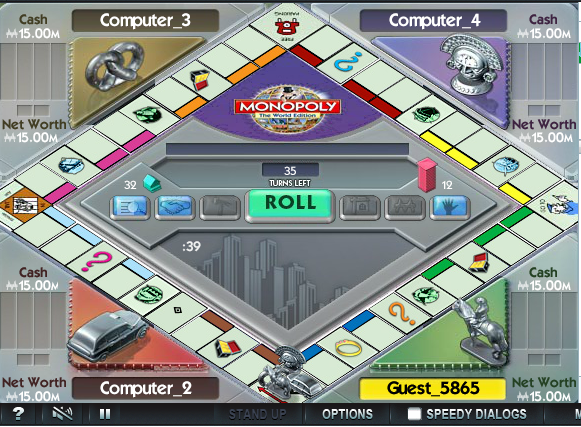 Cash
₩15.00M
Computer_3
Computer_4
Cash
₩15.00M
Net Worth
₩15.00M
Net Worth
₩15.00M
MONOPOLY
The World Edition
35
TURNS LEFT
32
12
ROLL
:39
Cash
₩15.00M
Cash
₩15.00M
Net Worth
₩15.00M
Computer_2
Guest_5865
Net Worth
₩15.00M
?
STAND UP
OPTIONS
SPEEDY DIALOGS
M